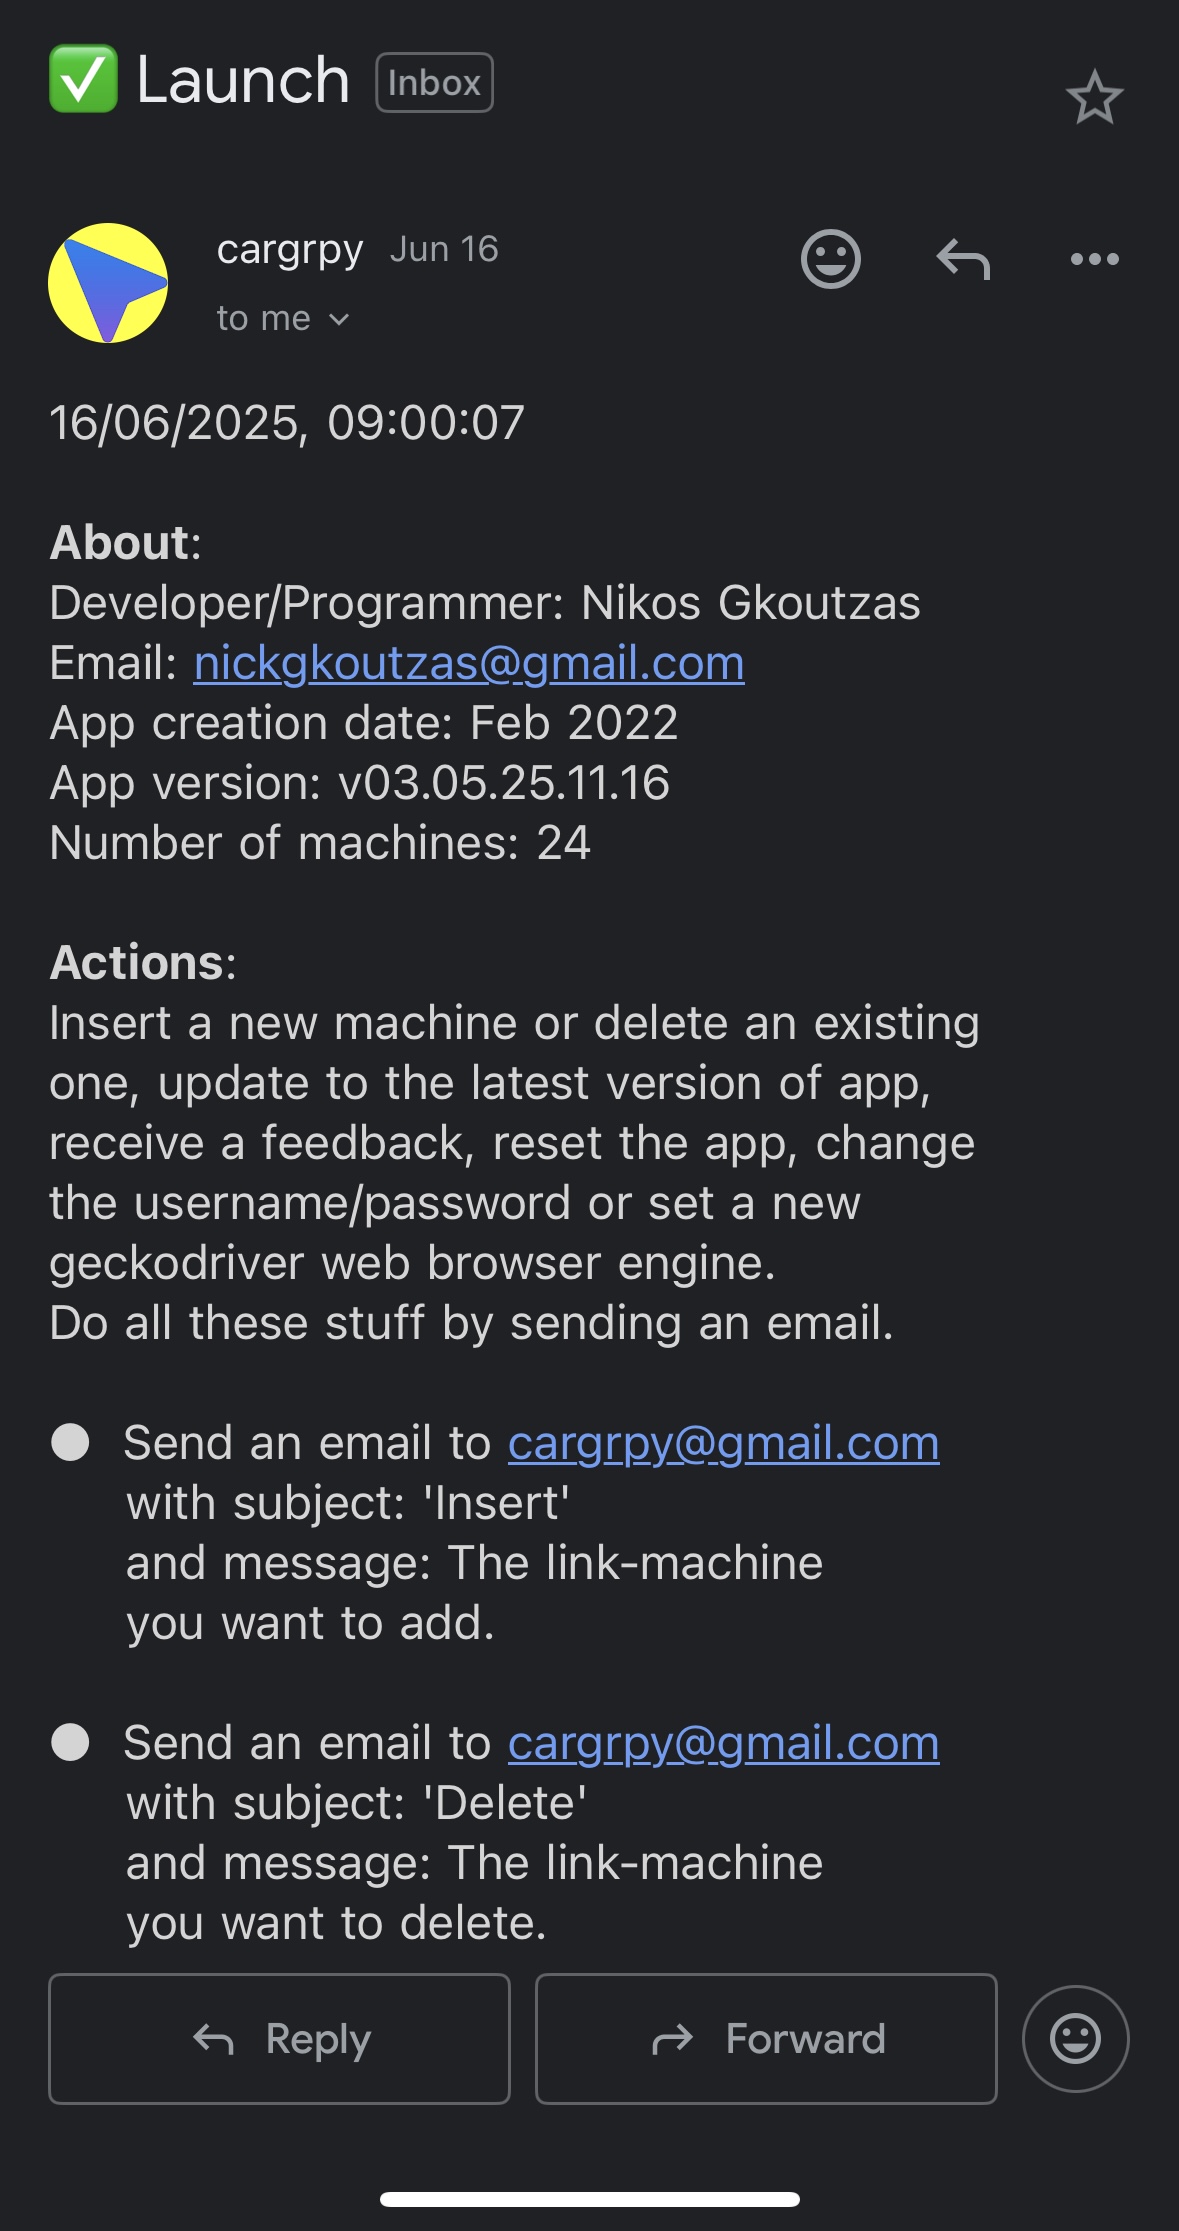 ✅ Launch Inbox
cargrpy Jun 16
to me
16/06/2025, 09:00:07
About:
Developer/Programmer: Nikos Gkoutzas
Email: nickgkoutzas@gmail.com
App creation date: Feb 2022
App version: v03.05.25.11.16
Number of machines: 24
Actions:
Insert a new machine or delete an existing
one, update to the latest version of app,
receive a feedback, reset the app, change
the username/password or set a new
geckodriver web browser engine.
Do all these stuff by sending an email.
● Send an email to cargrpy@gmail.com
with subject: 'Insert'
and message: The link-machine
you want to add.
● Send an email to cargrpy@gmail.com
with subject: 'Delete'
and message: The link-machine
you want to delete.
Reply Forward